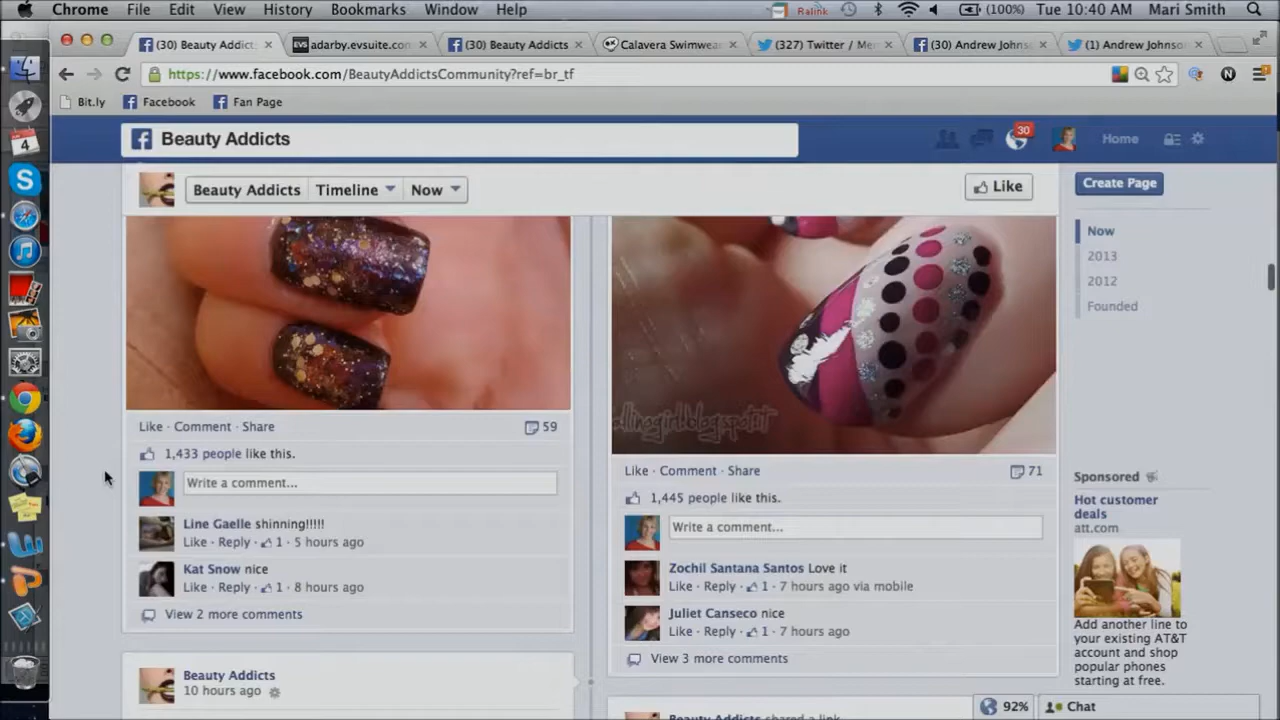 Chrome File Edit View History Bookmarks Window Help
Ralink (100%) Tue 10:40 AM Mari Smith
(30) Beauty Addict: adarby.evsuite.com (30) Beauty Addicts Calavera Swimwea (327) Twitter / Me (30) Andrew Johns (1) Andrew Johnso
https://www.facebook.com/BeautyAddictsCommunity?ref=br_tf
Bit.ly Facebook Fan Page
Beauty Addicts
30
Home
Beauty Addicts Timeline Now
Like
Create Page
Now
2013
2012
Founded
Like · Comment · Share
59
1,433 people like this.
Write a comment...
Line Gaelle shinning!!!!!
Like · Reply · 1 · 5 hours ago
Kat Snow nice
Like · Reply · 1 · 8 hours ago
View 2 more comments
Beauty Addicts
10 hours ago
Like · Comment · Share
71
1,445 people like this.
Write a comment...
Zochil Santana Santos Love it
Like · Reply · 1 · 7 hours ago via mobile
Juliet Canseco nice
Like · Reply · 1 · 7 hours ago
View 3 more comments
Beauty Addicts shared a link
Sponsored
Hot customer
deals
att.com
Add another line to
your existing AT&T
account and shop
popular phones
starting at free.
92%
Chat
4